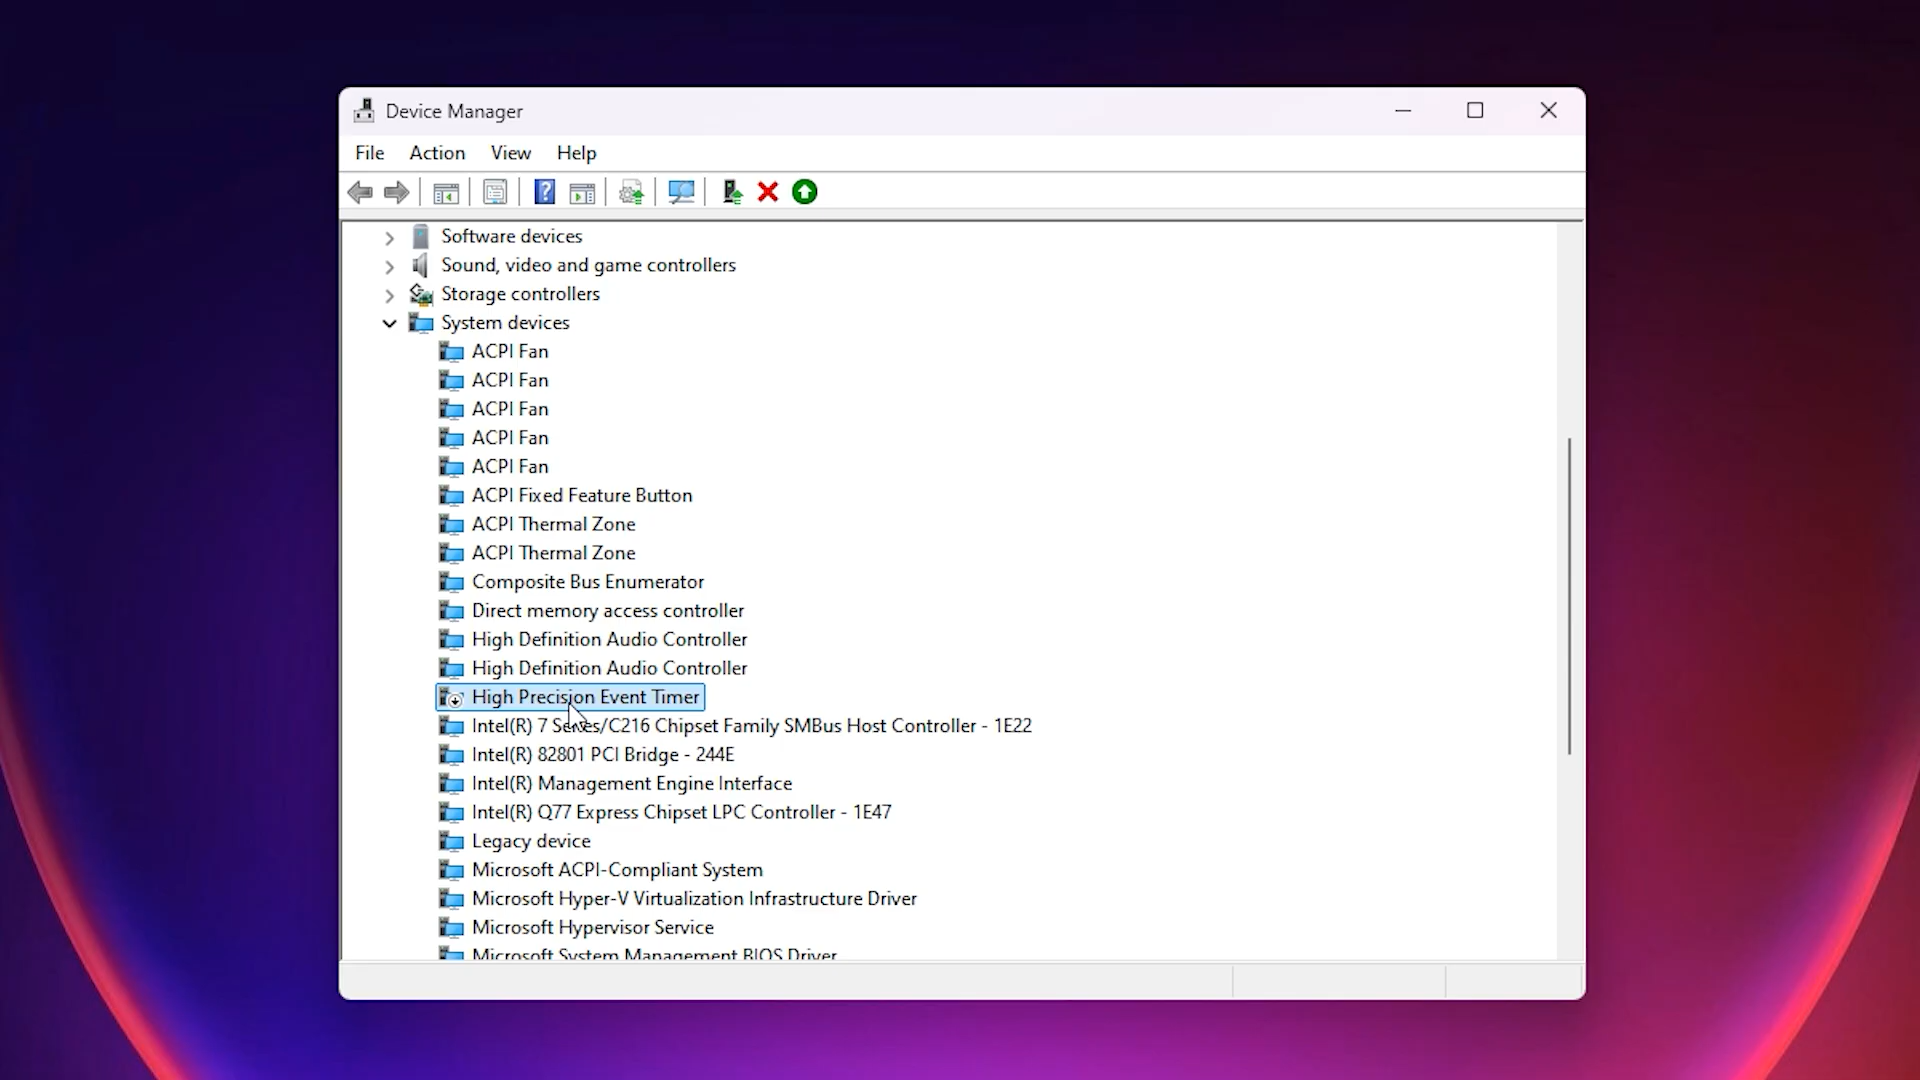 Device Manager
File Action View Help
Software devices
Sound, video and game controllers
Storage controllers
System devices
ACPI Fan
ACPI Fan
ACPI Fan
ACPI Fan
ACPI Fan
ACPI Fixed Feature Button
ACPI Thermal Zone
ACPI Thermal Zone
Composite Bus Enumerator
Direct memory access controller
High Definition Audio Controller
High Definition Audio Controller
High Precision Event Timer
Intel(R) 7 Series/C216 Chipset Family SMBus Host Controller - 1E22
Intel(R) 82801 PCI Bridge - 244E
Intel(R) Management Engine Interface
Intel(R) Q77 Express Chipset LPC Controller - 1E47
Legacy device
Microsoft ACPI-Compliant System
Microsoft Hyper-V Virtualization Infrastructure Driver
Microsoft Hypervisor Service
Microsoft System Management BIOS Driver